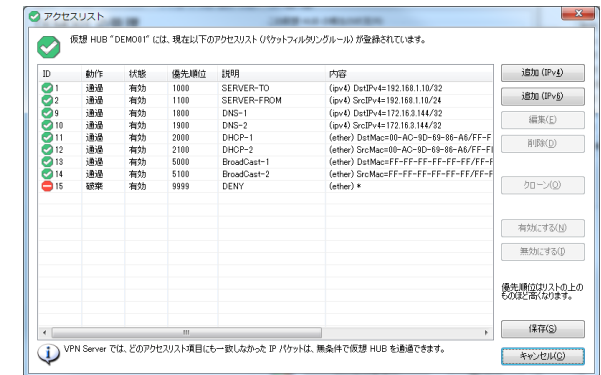 アクセスリスト
仮想 HUB "DEMO01" には、現在以下のアクセスリスト (パケットフィルタリングルール) が登録されています。
ID 動作 状態 優先順位 説明 内容
1 通過 有効 1000 SERVER-TO (ipv4) DstIPv4=192.168.1.10/32
2 通過 有効 1100 SERVER-FROM (ipv4) SrcIPv4=192.168.1.10/24
9 通過 有効 1800 DNS-1 (ipv4) DstIPv4=172.16.3.144/32
10 通過 有効 1900 DNS-2 (ipv4) SrcIPv4=172.16.3.144/32
11 通過 有効 2000 DHCP-1 (ether) DstMac=00-AC-9D-69-86-A6/FF-F
12 通過 有効 2100 DHCP-2 (ether) SrcMac=00-AC-9D-69-86-A6/FF-FI
13 通過 有効 5000 BroadCast-1 (ether) DstMac=FF-FF-FF-FF-FF-FF/FF-F
14 通過 有効 5100 BroadCast-2 (ether) SrcMac=FF-FF-FF-FF-FF-FF/FF-F
15 破棄 有効 9999 DENY (ether) *
追加 (IPv4)
追加 (IPv6)
編集(E)
削除(D)
クローン(O)
有効にする(N)
無効にする(I)
優先順位はリストの上の
ものほど高くなります。
保存(S)
キャンセル(C)
VPN Server では、どのアクセスリスト項目にも一致しなかった IP パケットは、無条件で仮想 HUB を通過できます。